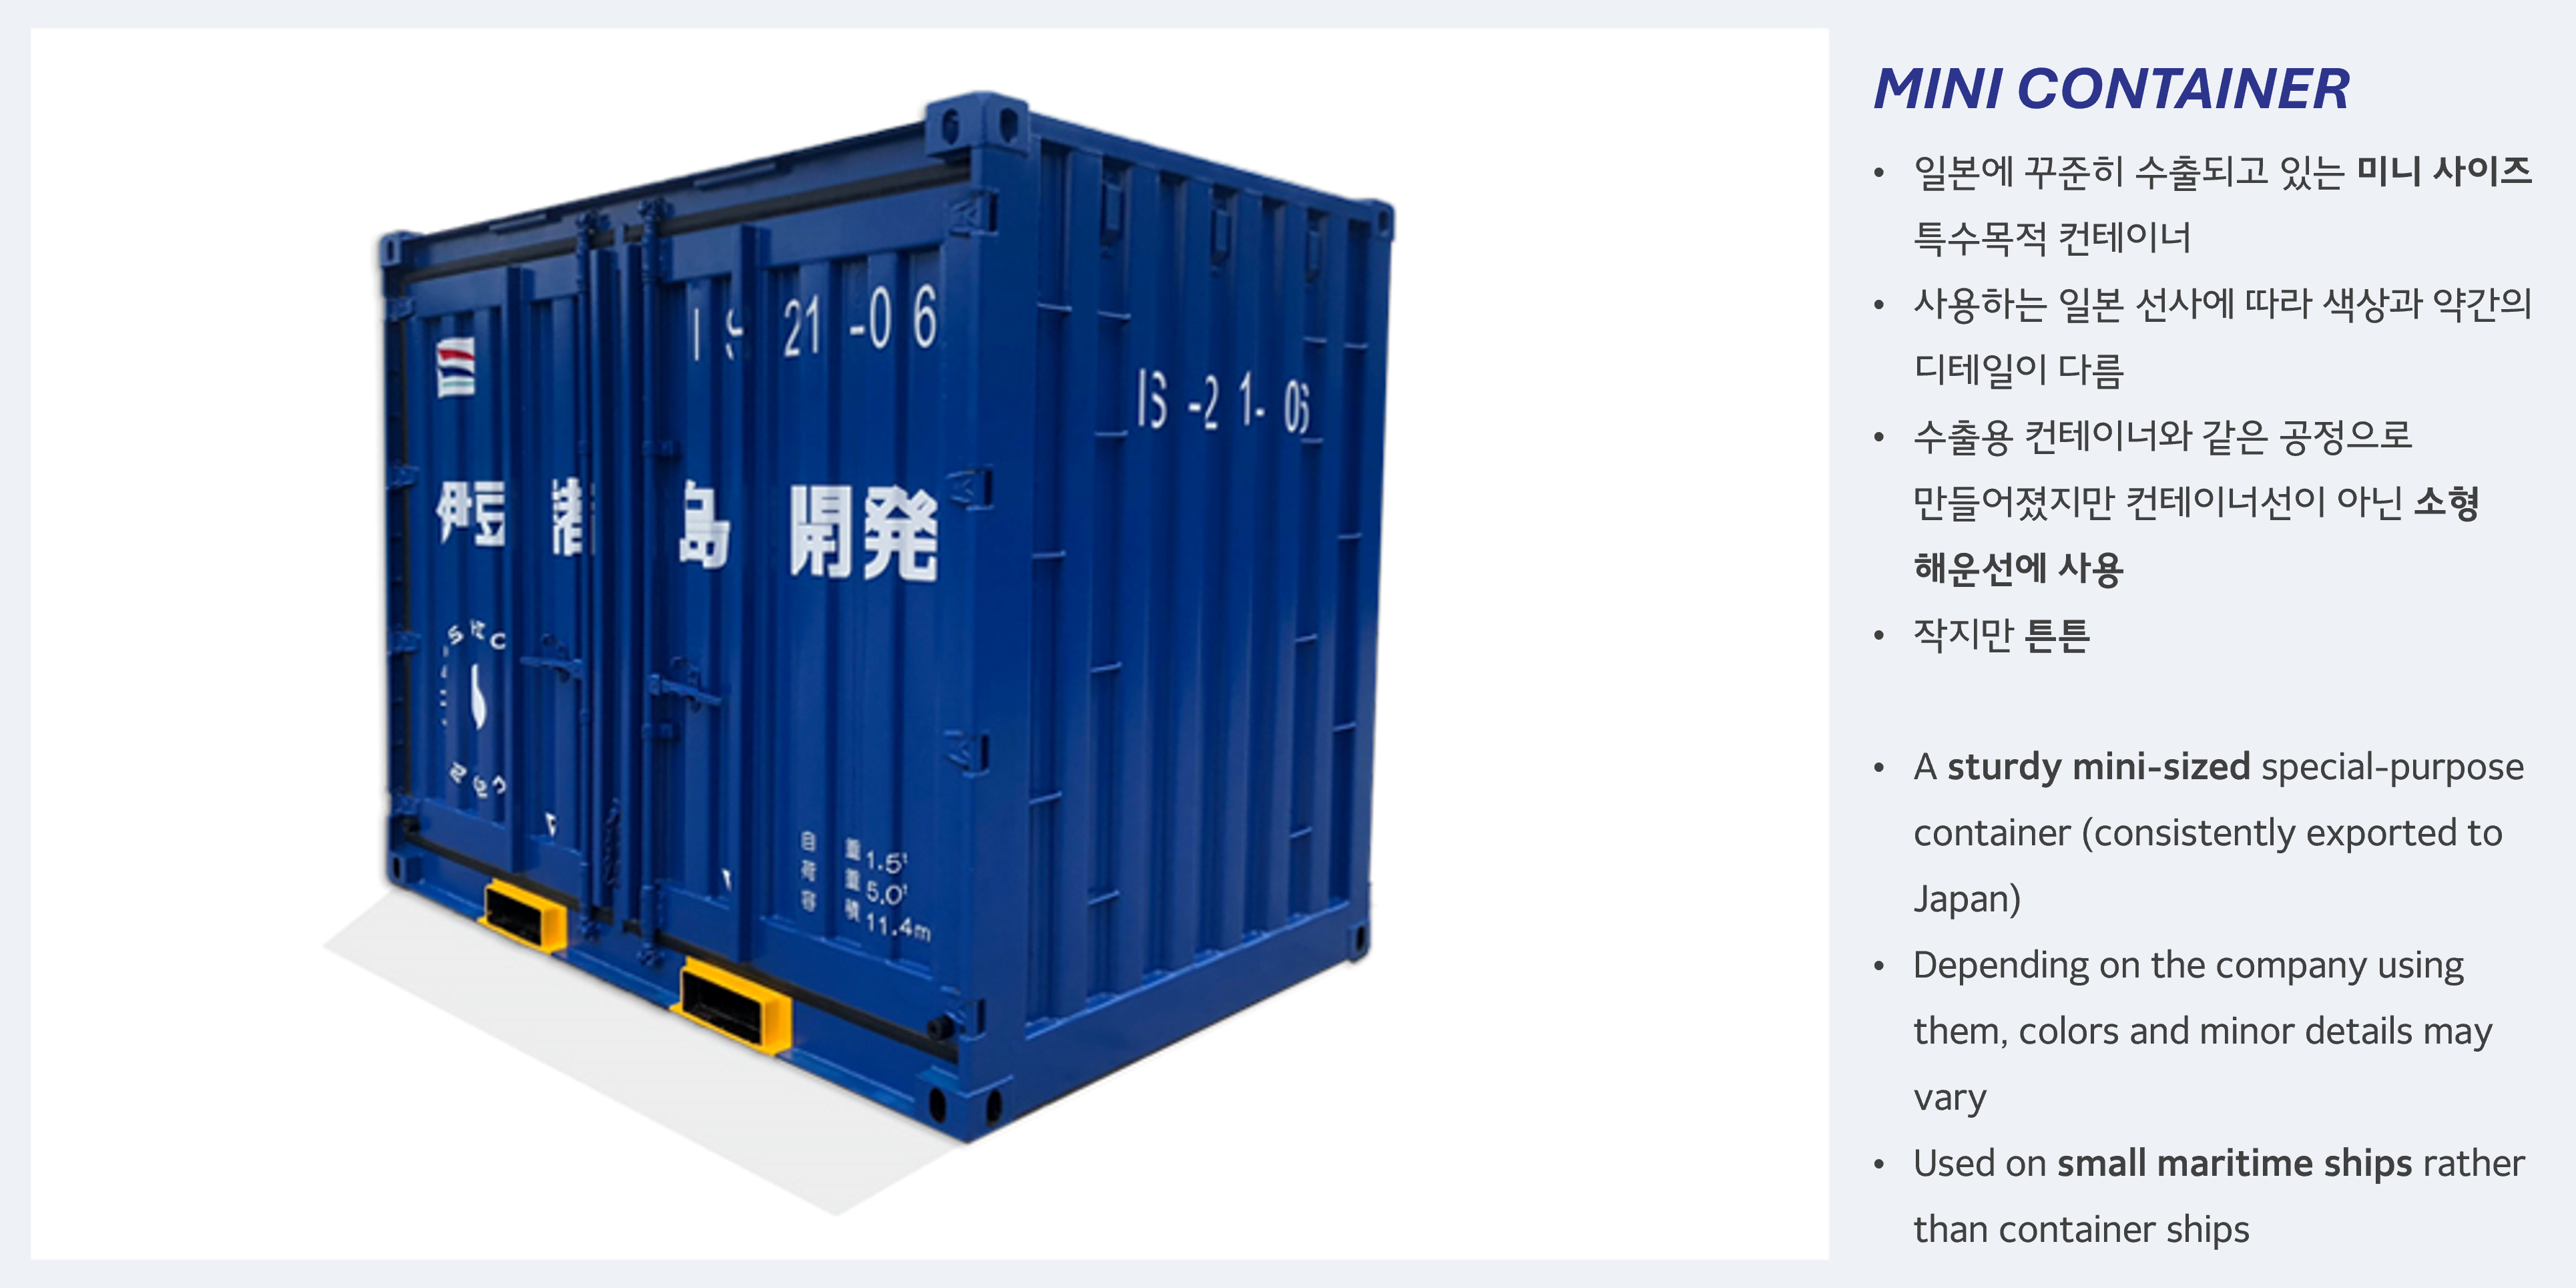 MINI CONTAINER
• 일본에 꾸준히 수출되고 있는 미니 사이즈
특수목적 컨테이너
• 사용하는 일본 선사에 따라 색상과 약간의
디테일이 다름
• 수출용 컨테이너와 같은 공정으로
만들어졌지만 컨테이너선이 아닌 소형
해운선에 사용
• 작지만 튼튼
• A sturdy mini-sized special-purpose
container (consistently exported to
Japan)
• Depending on the company using
them, colors and minor details may
vary
• Used on small maritime ships rather
than container ships
IS 21-06
IS-21-06
伊豆諸島開発
自重 1.5t
荷重 5.0t
容積 11.4m